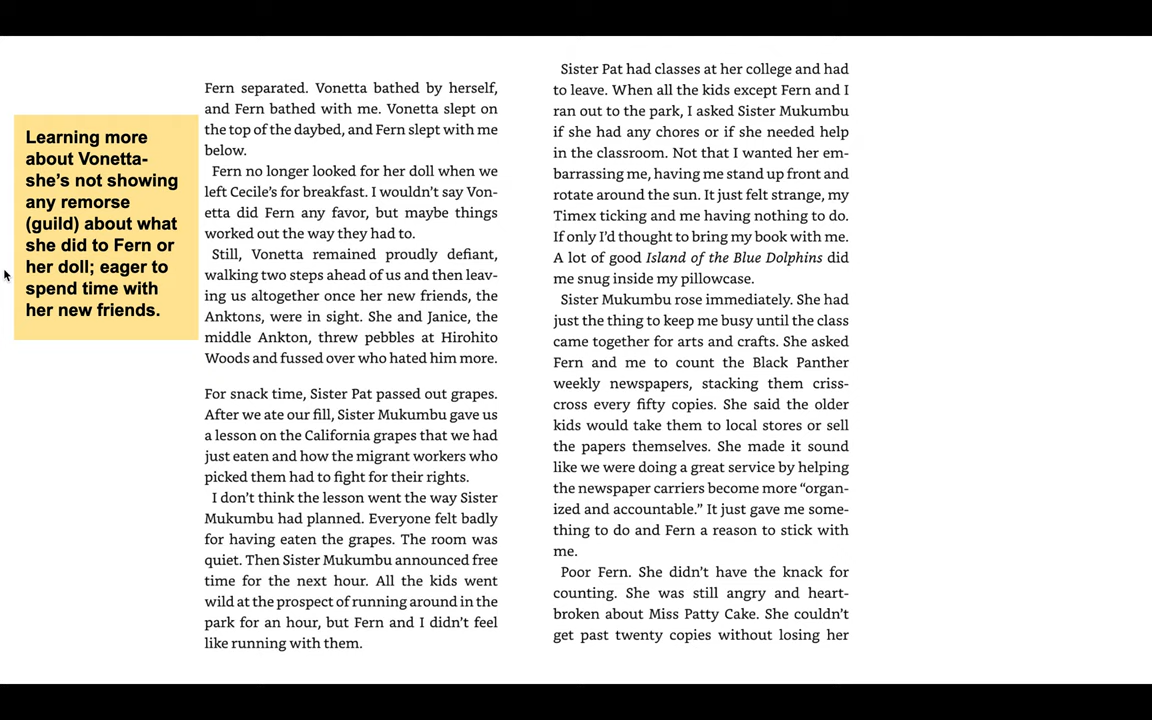 Learning more
about Vonetta-
she's not showing
any remorse
(guild) about what
she did to Fern or
her doll; eager to
spend time with
her new friends.
Fern separated. Vonetta bathed by herself,
and Fern bathed with me. Vonetta slept on
the top of the daybed, and Fern slept with me
below.
Fern no longer looked for her doll when we
left Cecile’s for breakfast. I wouldn’t say Von-
etta did Fern any favor, but maybe things
worked out the way they had to.
Still, Vonetta remained proudly defiant,
walking two steps ahead of us and then leav-
ing us altogether once her new friends, the
Anktons, were in sight. She and Janice, the
middle Ankton, threw pebbles at Hirohito
Woods and fussed over who hated him more.
For snack time, Sister Pat passed out grapes.
After we ate our fill, Sister Mukumbu gave us
a lesson on the California grapes that we had
just eaten and how the migrant workers who
picked them had to fight for their rights.
I don’t think the lesson went the way Sister
Mukumbu had planned. Everyone felt badly
for having eaten the grapes. The room was
quiet. Then Sister Mukumbu announced free
time for the next hour. All the kids went
wild at the prospect of running around in the
park for an hour, but Fern and I didn’t feel
like running with them.
Sister Pat had classes at her college and had
to leave. When all the kids except Fern and I
ran out to the park, I asked Sister Mukumbu
if she had any chores or if she needed help
in the classroom. Not that I wanted her em-
barrassing me, having me stand up front and
rotate around the sun. It just felt strange, my
Timex ticking and me having nothing to do.
If only I’d thought to bring my book with me.
A lot of good Island of the Blue Dolphins did
me snug inside my pillowcase.
Sister Mukumbu rose immediately. She had
just the thing to keep me busy until the class
came together for arts and crafts. She asked
Fern and me to count the Black Panther
weekly newspapers, stacking them criss-
cross every fifty copies. She said the older
kids would take them to local stores or sell
the papers themselves. She made it sound
like we were doing a great service by helping
the newspaper carriers become more “organ-
ized and accountable.” It just gave me some-
thing to do and Fern a reason to stick with
me.
Poor Fern. She didn’t have the knack for
counting. She was still angry and heart-
broken about Miss Patty Cake. She couldn’t
get past twenty copies without losing her